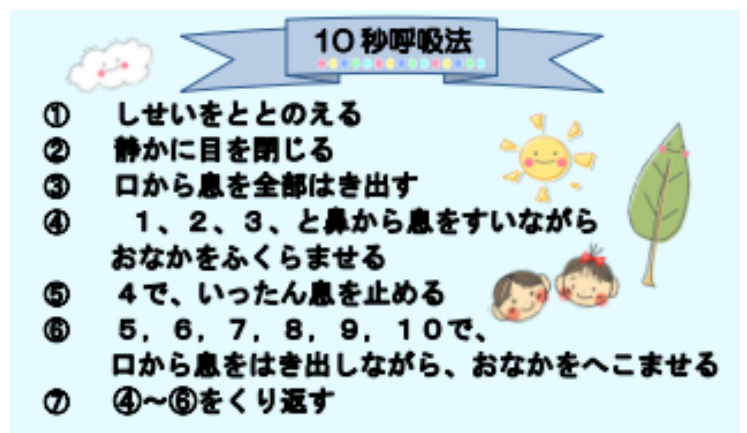 10秒呼吸法
① しせいをととのえる
② 静かに目を閉じる
③ 口から息を全部はき出す
④ 1、2、3、と鼻から息をすいながら
おなかをふくらませる
⑤ 4で、いったん息を止める
⑥ 5,6,7,8,9,10で、
口から息をはき出しながら、おなかをへこませる
⑦ ④~⑥をくり返す